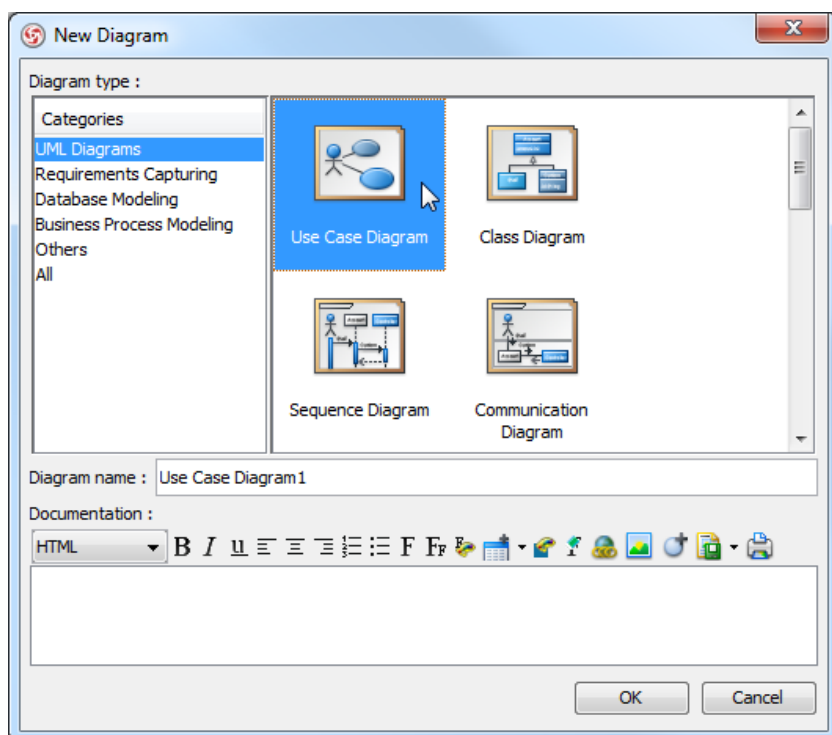 New Diagram
Diagram type :
Categories
UML Diagrams
Requirements Capturing
Database Modeling
Business Process Modeling
Others
All
Use Case Diagram
Class Diagram
Sequence Diagram
Communication
Diagram
Diagram name : Use Case Diagram1
Documentation :
HTML B I u F FF
OK Cancel